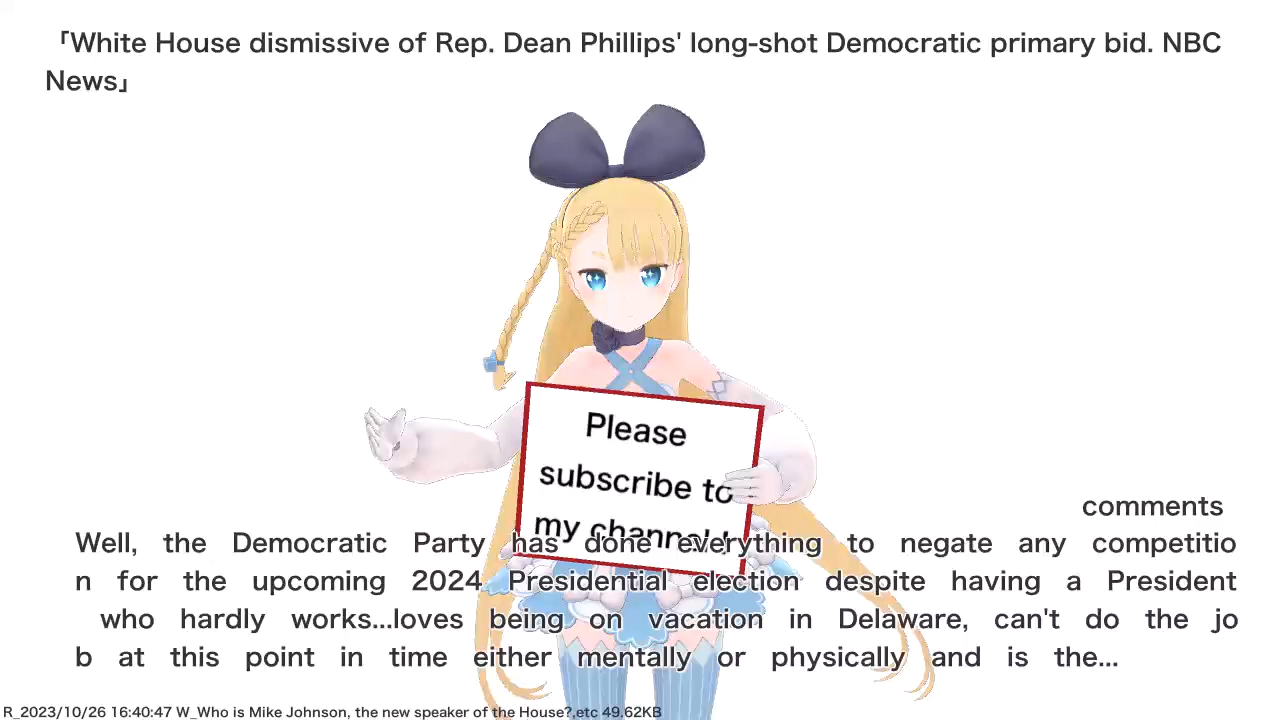 「White House dismissive of Rep. Dean Phillips' long-shot Democratic primary bid. NBC
News」
Please
subscribe to
my channel!
comments
Well, the Democratic Party has done everything to negate any competitio
n for the upcoming 2024 Presidential election despite having a President
who hardly works...loves being on vacation in Delaware, can't do the jo
b at this point in time either mentally or physically and is the...
R_2023/10/26 16:40:47 W_Who is Mike Johnson, the new speaker of the House?,etc 49.62KB